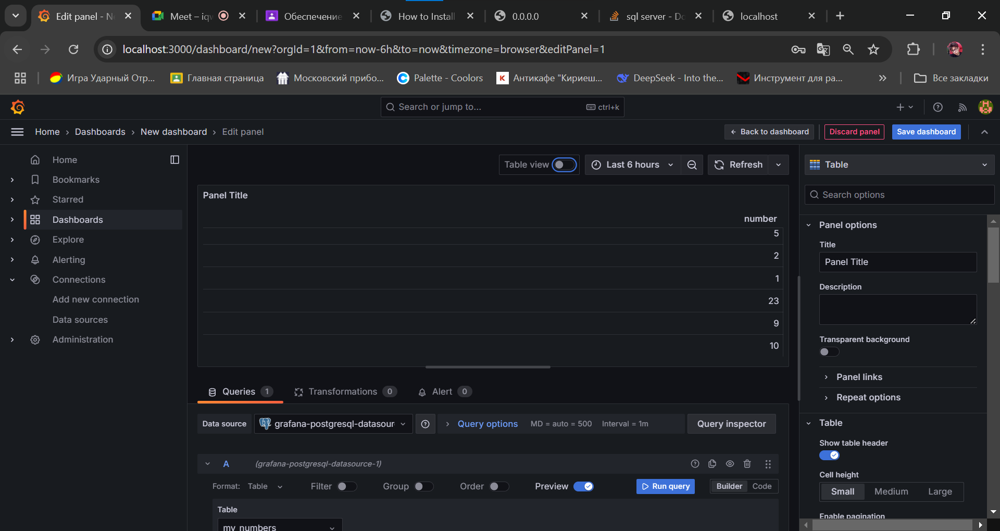 Edit panel - N
Meet – iqv
Обеспечение
How to Install
0.0.0.0
sql server - Do
localhost
localhost:3000/dashboard/new?orgId=1&from=now-6h&to=now&timezone=browser&editPanel=1
Игра Ударный Отр...
Главная страница
Московский прибо...
Palette - Coolors
Антикафе "Кириеш...
DeepSeek - Into the...
Инструмент для ра...
Все закладки
Search or jump to...
ctrl+k
Home › Dashboards › New dashboard › Edit panel
← Back to dashboard
Discard panel
Save dashboard
Home
Bookmarks
Starred
Dashboards
Explore
Alerting
Connections
Add new connection
Data sources
Administration
Table view
Last 6 hours
Refresh
Panel Title
number
5
2
1
23
9
10
Queries 1
Transformations 0
Alert 0
Data source
grafana-postgresql-datasour
Query options
MD = auto = 500
Interval = 1m
Query inspector
A
(grafana-postgresql-datasource-1)
Format: Table
Filter
Group
Order
Preview
Run query
Builder
Code
Table
my_numbers
Table
Search options
Panel options
Title
Panel Title
Description
Transparent background
Panel links
Repeat options
Table
Show table header
Cell height
Small
Medium
Large
Enable pagination